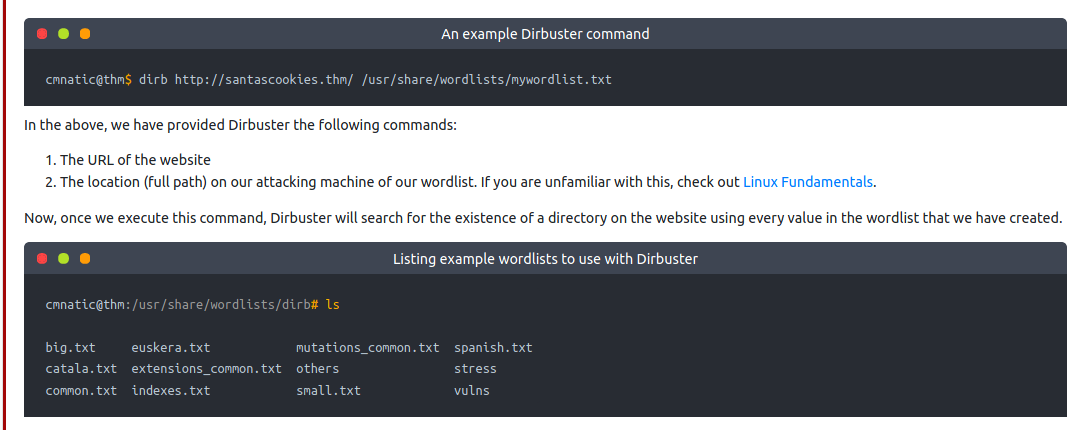 An example Dirbuster command
cmnatic@thm$ dirb http://santascookies.thm/ /usr/share/wordlists/mywordlist.txt
In the above, we have provided Dirbuster the following commands:
1. The URL of the website
2. The location (full path) on our attacking machine of our wordlist. If you are unfamiliar with this, check out Linux Fundamentals.
Now, once we execute this command, Dirbuster will search for the existence of a directory on the website using every value in the wordlist that we have created.
Listing example wordlists to use with Dirbuster
cmnatic@thm:/usr/share/wordlists/dirb# ls
big.txt euskera.txt mutations_common.txt spanish.txt
catala.txt extensions_common.txt others stress
common.txt indexes.txt small.txt vulns